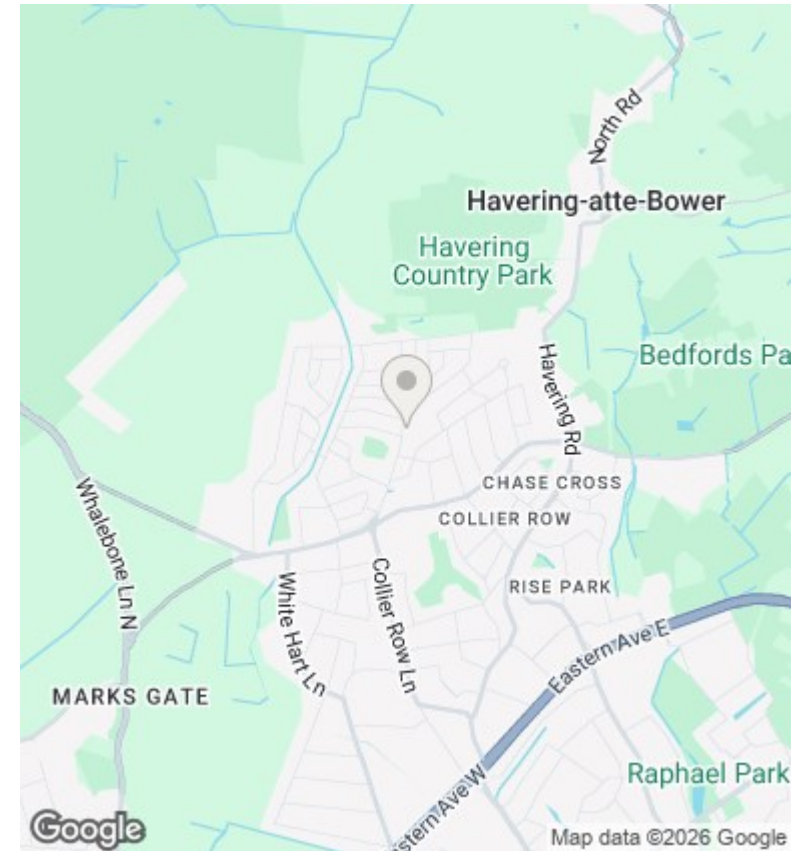 North Rd
Havering-atte-Bower
Havering
Country Park
Bedfords Pa
Havering Rd
Whalebone Ln N
CHASE CROSS
COLLIER ROW
White Hart Ln
Collier Row Ln
RISE PARK
Eastern Ave E
MARKS GATE
stern Ave W
Raphael Park
Google
Map data ©2026 Google